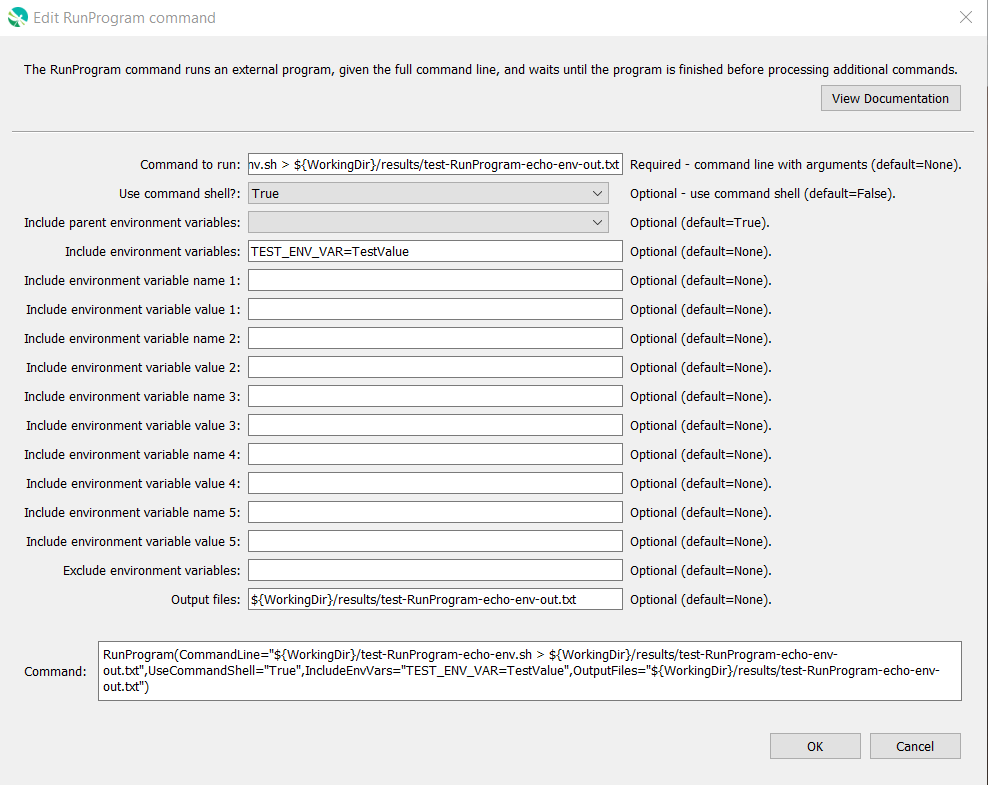 Edit RunProgram command
The RunProgram command runs an external program, given the full command line, and waits until the program is finished before processing additional commands.
View Documentation
Command to run: nv.sh > ${WorkingDir}/results/test-RunProgram-echo-env-out.txt Required - command line with arguments (default=None).
Use command shell?: True Optional - use command shell (default=False).
Include parent environment variables: Optional (default=True).
Include environment variables: TEST_ENV_VAR=TestValue Optional (default=None).
Include environment variable name 1: Optional (default=None).
Include environment variable value 1: Optional (default=None).
Include environment variable name 2: Optional (default=None).
Include environment variable value 2: Optional (default=None).
Include environment variable name 3: Optional (default=None).
Include environment variable value 3: Optional (default=None).
Include environment variable name 4: Optional (default=None).
Include environment variable value 4: Optional (default=None).
Include environment variable name 5: Optional (default=None).
Include environment variable value 5: Optional (default=None).
Exclude environment variables: Optional (default=None).
Output files: ${WorkingDir}/results/test-RunProgram-echo-env-out.txt Optional (default=None).
RunProgram(CommandLine="${WorkingDir}/test-RunProgram-echo-env.sh > ${WorkingDir}/results/test-RunProgram-echo-env-
Command: out.txt",UseCommandShell="True",IncludeEnvVars="TEST_ENV_VAR=TestValue",OutputFiles="${WorkingDir}/results/test-RunProgram-echo-env-
out.txt")
OK Cancel